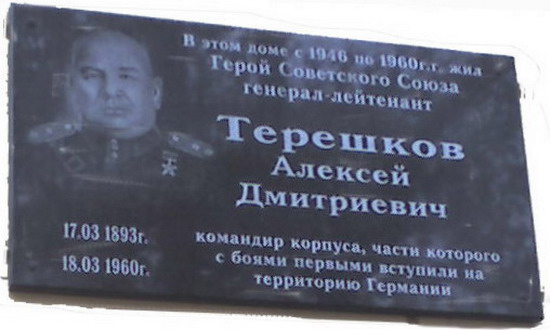 В этом доме с 1946 по 1960г.г. жил
Герой Советского Союза
генерал-лейтенант
Терешков
Алексей
Дмитриевич
17.03 1893г.
18.03 1960г.
командир корпуса, части которого
с боями первыми вступили на
территорию Германии